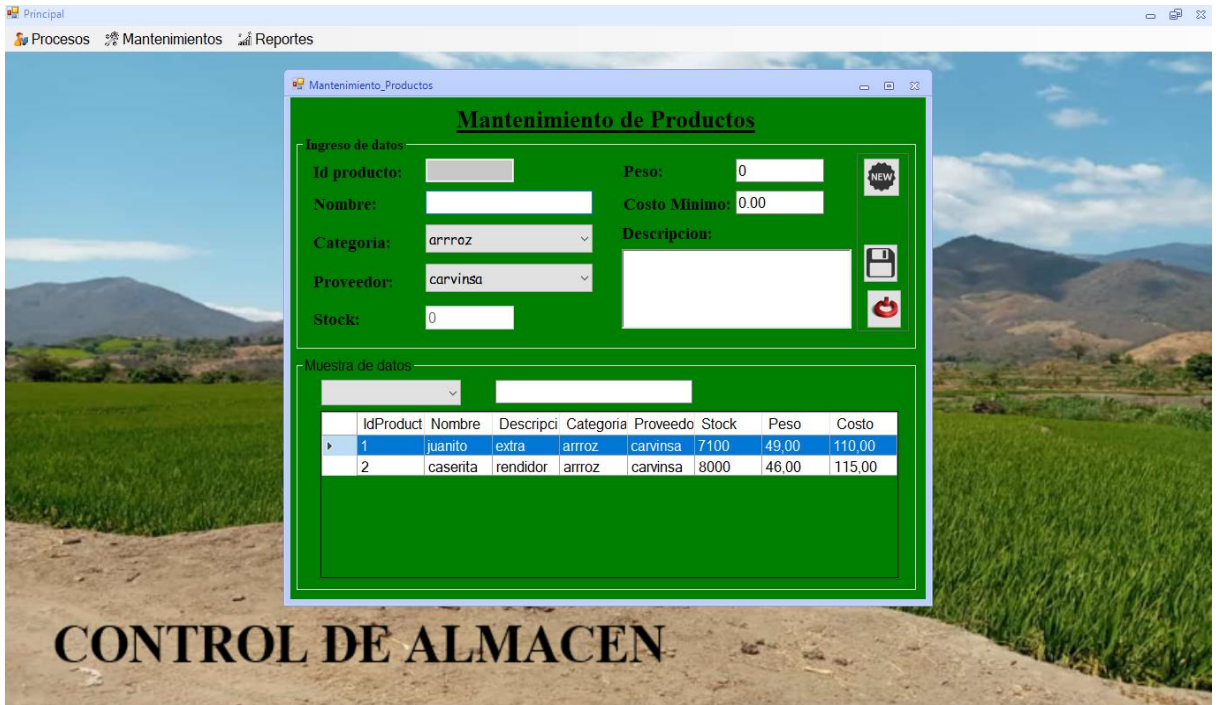 Principal
Procesos Mantenimientos Reportes
Mantenimiento_Productos
Mantenimiento de Productos
Ingreso de datos
Id producto:
Peso: 0
NEW
Nombre:
Costo Minimo: 0.00
Categoria: arrroz
Descripcion:
Proveedor: carvinsa
Stock: 0
Muestra de datos
IdProduct Nombre Descripci Categoria Proveedo Stock Peso Costo
1 juanito extra arrroz carvinsa 7100 49,00 110,00
2 caserita rendidor arrroz carvinsa 8000 46,00 115,00
CONTROL DE ALMACEN